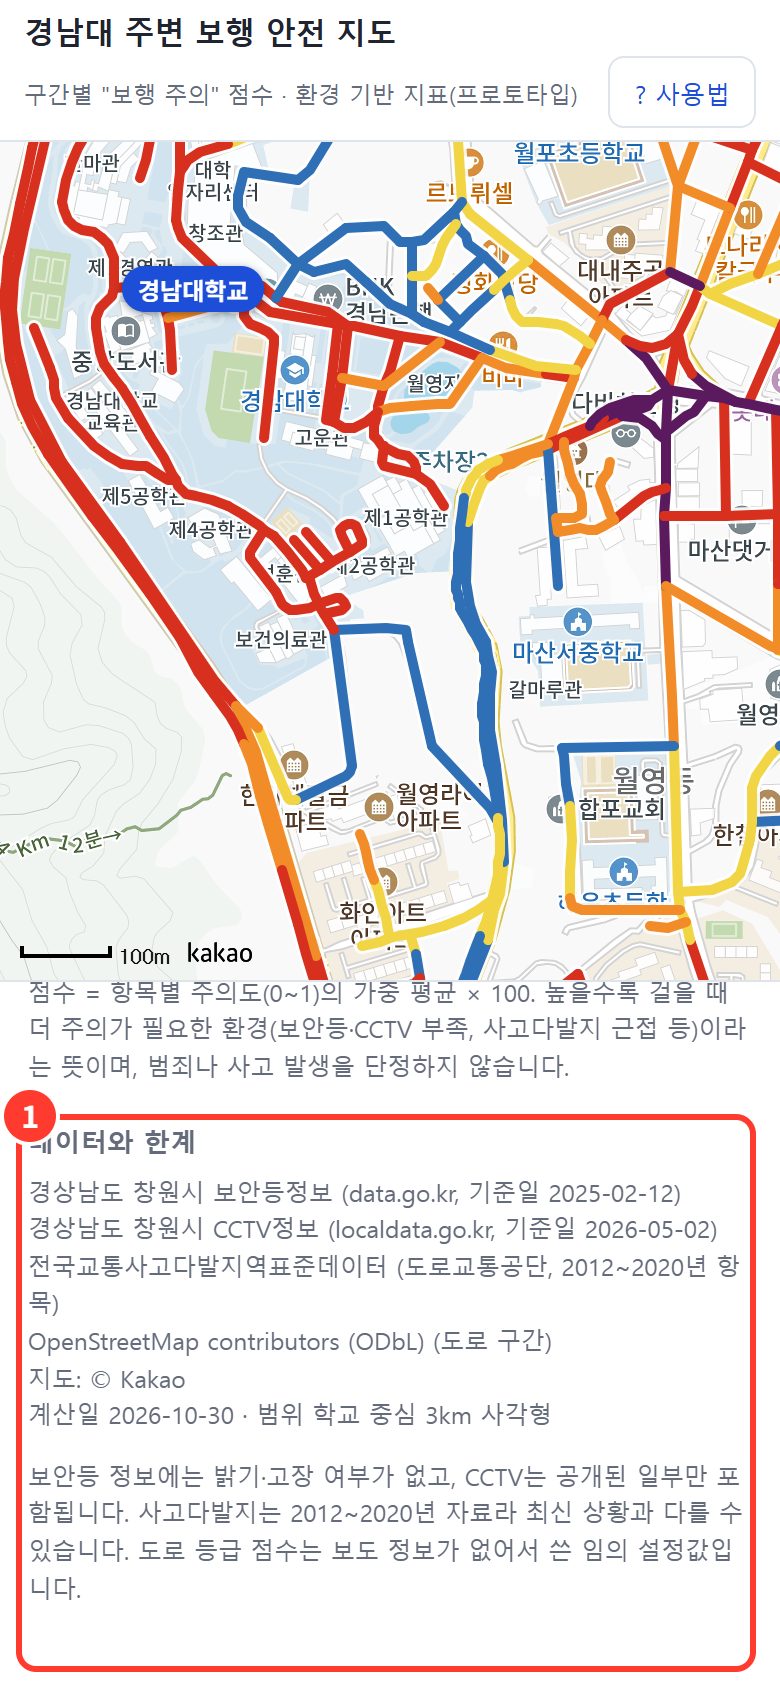 경남대 주변 보행 안전 지도
구간별 "보행 주의" 점수 · 환경 기반 지표(프로토타입)
? 사용법
월포초등학교
대학
창조관
경남대학교
대내주공
아파트
BNK
고운관
제5공학관
제4공학관
제1공학관
보건의료관
마산서중학교
갈마루관
합포교회
아파트
100m
kakao
점수 = 항목별 주의도(0~1)의 가중 평균 × 100. 높을수록 걸을 때
더 주의가 필요한 환경(보안등·CCTV 부족, 사고다발지 근접 등)이라
는 뜻이며, 범죄나 사고 발생을 단정하지 않습니다.
1
데이터와 한계
경상남도 창원시 보안등정보 (data.go.kr, 기준일 2025-02-12)
경상남도 창원시 CCTV정보 (localdata.go.kr, 기준일 2026-05-02)
전국교통사고다발지역표준데이터 (도로교통공단, 2012~2020년 항
목)
OpenStreetMap contributors (ODbL) (도로 구간)
지도: © Kakao
계산일 2026-10-30 · 범위 학교 중심 3km 사각형
보안등 정보에는 밝기·고장 여부가 없고, CCTV는 공개된 일부만 포
함됩니다. 사고다발지는 2012~2020년 자료라 최신 상황과 다를 수
있습니다. 도로 등급 점수는 보도 정보가 없어서 쓴 임의 설정값입
니다.